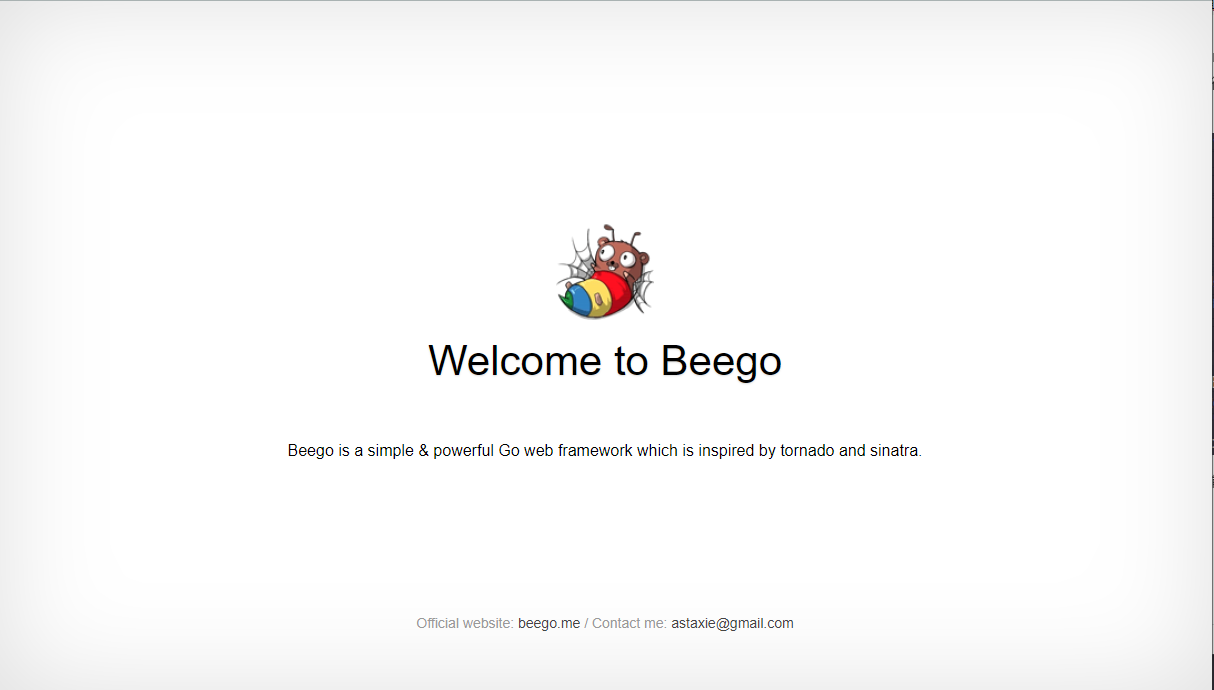 Welcome to Beego
Beego is a simple & powerful Go web framework which is inspired by tornado and sinatra.
Official website: beego.me / Contact me: astaxie@gmail.com